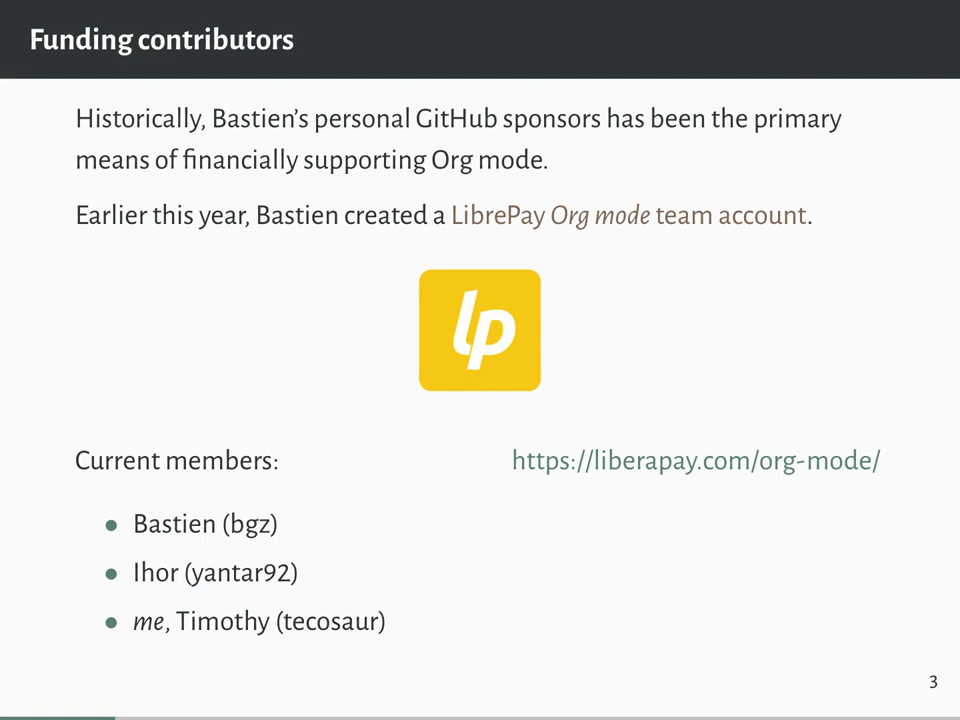 Funding contributors
Historically, Bastien’s personal GitHub sponsors has been the primary
means of financially supporting Org mode.
Earlier this year, Bastien created a LibrePay Org mode team account.
lp
Current members:
https://liberapay.com/org-mode/
• Bastien (bgz)
• Ihor (yantar92)
• me, Timothy (tecosaur)
3